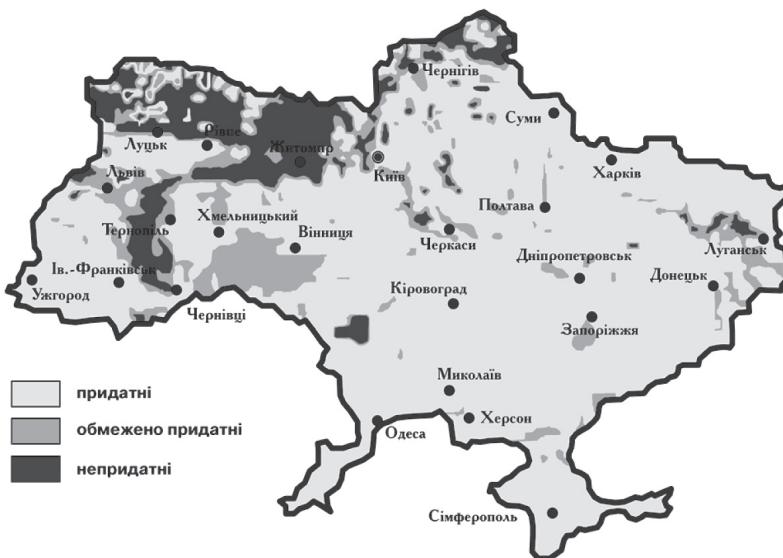 Чернігів
Суми
Луцьк
Рівне
Житомир
Київ
Харків
Львів
Полтава
Тернопіль
Хмельницький
Вінниця
Черкаси
Луганськ
Ів.-Франківськ
Дніпропетровськ
Донецьк
Ужгород
Чернівці
Кіровоград
Запоріжжя
Миколаїв
придатні
Херсон
обмежено придатні
Одеса
непридатні
Сімферополь